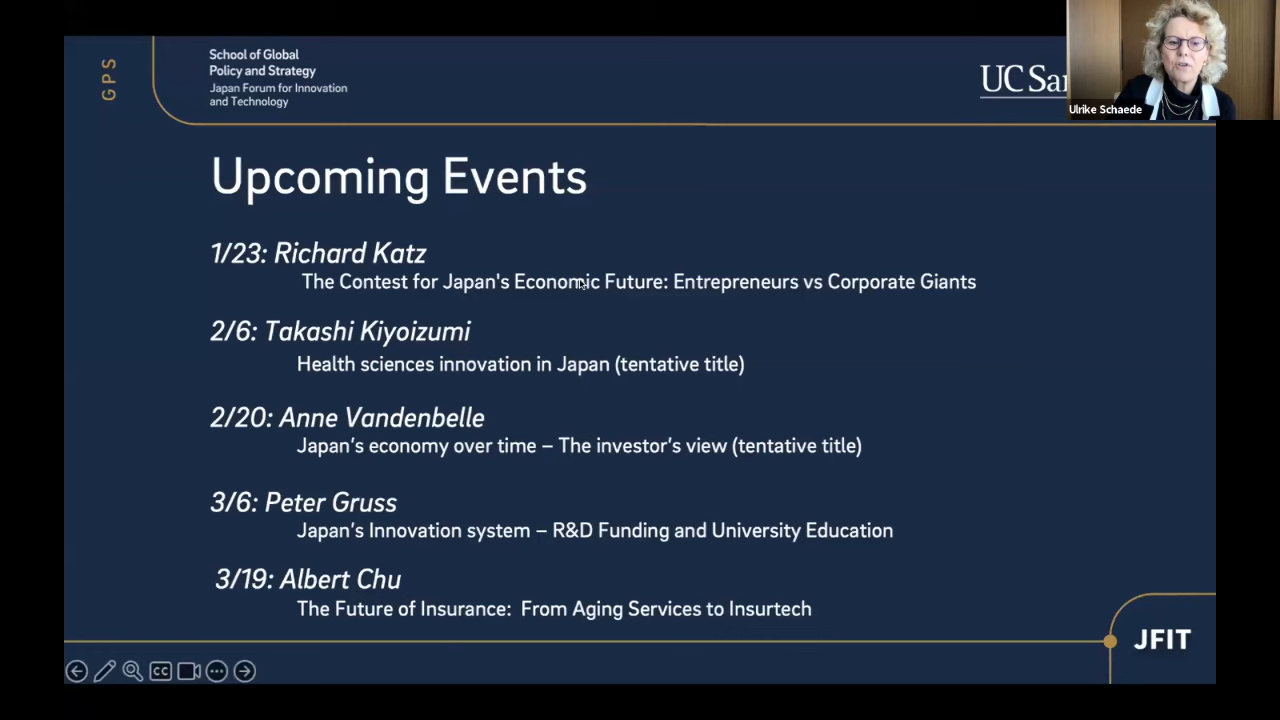 GPS
School of Global
Policy and Strategy
Japan Forum for Innovation
and Technology
UC Sa
Ulrike Schaede
Upcoming Events
1/23: Richard Katz
The Contest for Japan's Economic Future: Entrepreneurs vs Corporate Giants
2/6: Takashi Kiyoizumi
Health sciences innovation in Japan (tentative title)
2/20: Anne Vandenbelle
Japan’s economy over time – The investor’s view (tentative title)
3/6: Peter Gruss
Japan’s Innovation system – R&D Funding and University Education
3/19: Albert Chu
The Future of Insurance: From Aging Services to Insurtech
JFIT
CC